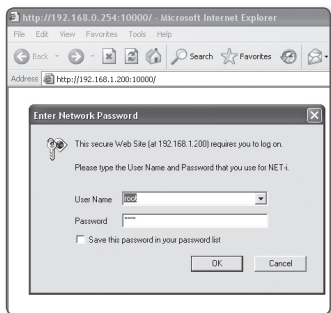 http://192.168.0.254:10000/ - Microsoft Internet Explorer
File Edit View Favorites Tools Help
Back Search Favorites
Address http://192.168.1.200:10000/
Enter Network Password
This secure Web Site (at 192.168.1.200) requires you to log on.
Please type the User Name and Password that you use for NET-i.
User Name root
Password ****
Save this password in your password list
OK Cancel